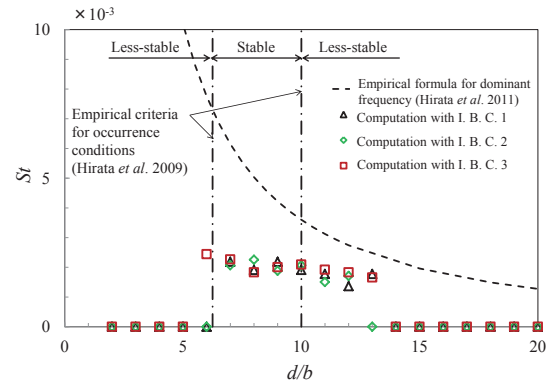 ×10⁻³
10
Less-stable
Stable
Less-stable
Empirical formula for dominant
frequency (Hirata et al. 2011)
Computation with I. B. C. 1
Computation with I. B. C. 2
Computation with I. B. C. 3
Empirical criteria
for occurrence
conditions
(Hirata et al. 2009)
St
5
0
0 5 10 15 20
d/b